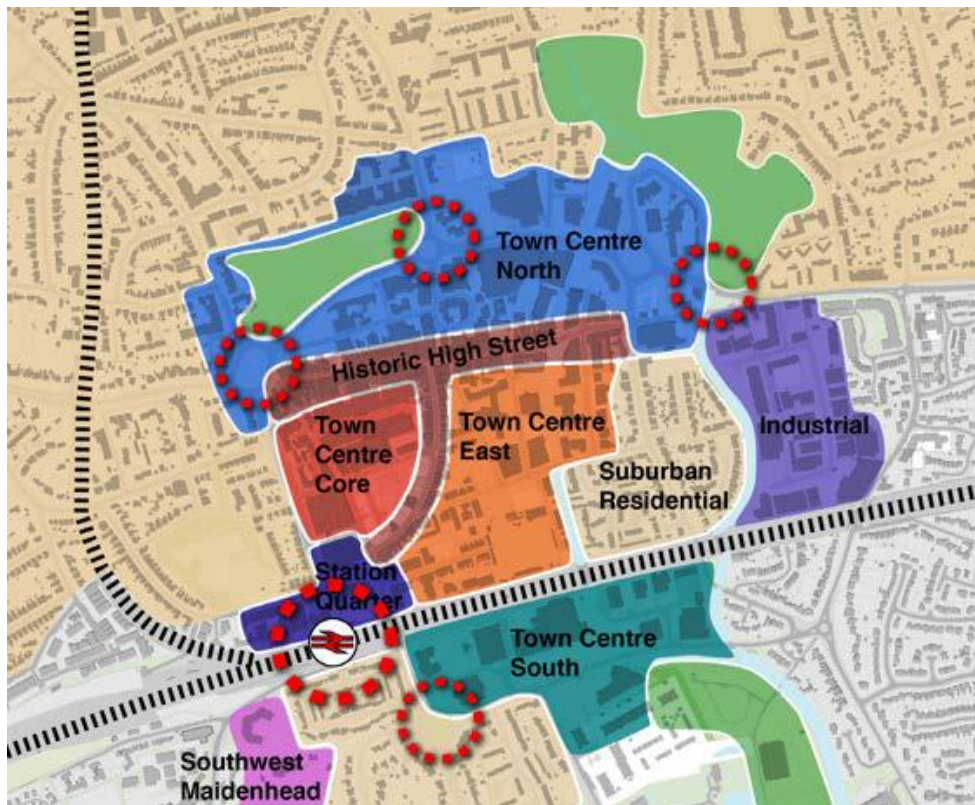 Town Centre
North
Historic High Street
Town
Centre
Core
Town Centre
East
Suburban
Residential
Industrial
Station
Quarter
Town Centre
South
Southwest
Maidenhead